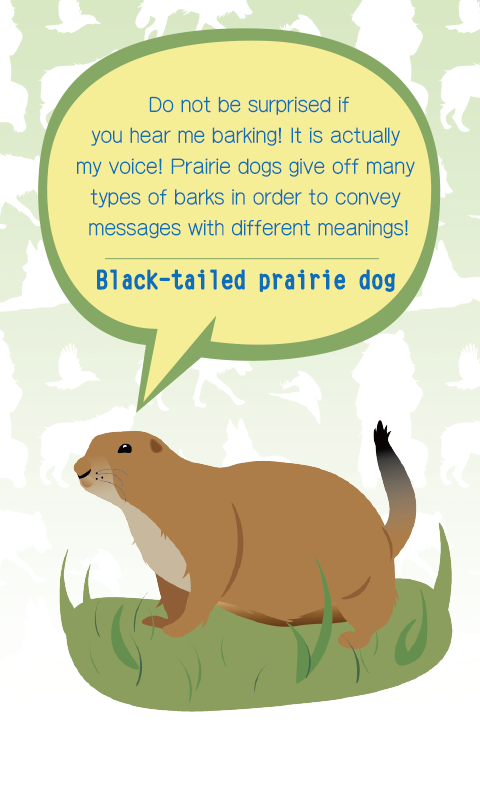 Do not be surprised if
you hear me barking! It is actually
my voice! Prairie dogs give off many
types of barks in order to convey
messages with different meanings!
Black-tailed prairie dog